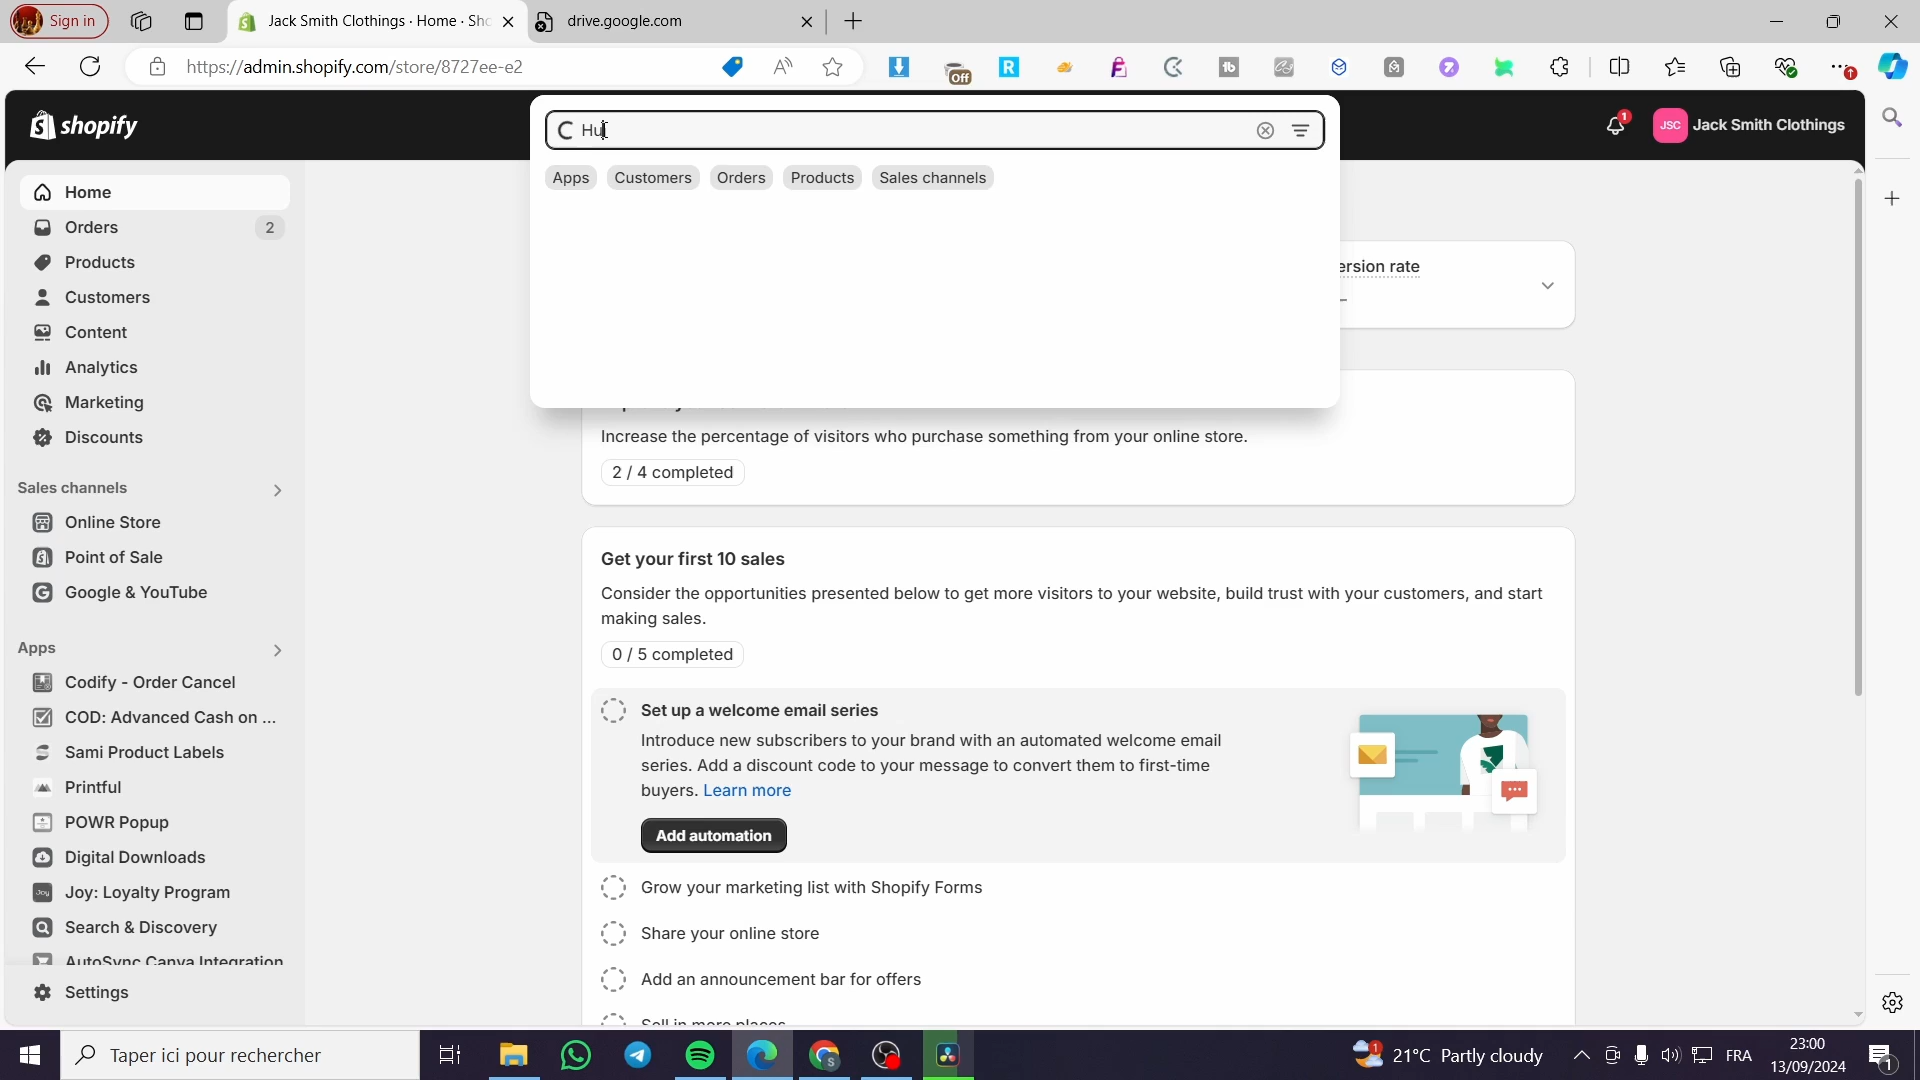 Sign in
Jack Smith Clothings · Home · Sho
drive.google.com
https://admin.shopify.com/store/8727ee-e2
Off
shopify
Hu
JSC Jack Smith Clothings
1
Apps Customers Orders Products Sales channels
Home
Orders 2
Products
Customers
Content
Analytics
Marketing
Discounts
Sales channels
Online Store
Point of Sale
Google & YouTube
Apps
Codify - Order Cancel
COD: Advanced Cash on ...
Sami Product Labels
Printful
POWR Popup
Digital Downloads
Joy: Loyalty Program
Search & Discovery
AutoSync Canva Integration
Settings
ersion rate
Increase the percentage of visitors who purchase something from your online store.
2 / 4 completed
Get your first 10 sales
Consider the opportunities presented below to get more visitors to your website, build trust with your customers, and start
making sales.
0 / 5 completed
Set up a welcome email series
Introduce new subscribers to your brand with an automated welcome email
series. Add a discount code to your message to convert them to first-time
buyers. Learn more
Add automation
Grow your marketing list with Shopify Forms
Share your online store
Add an announcement bar for offers
Sell in more places
Taper ici pour rechercher
1
21°C Partly cloudy
FRA
23:00
13/09/2024
1